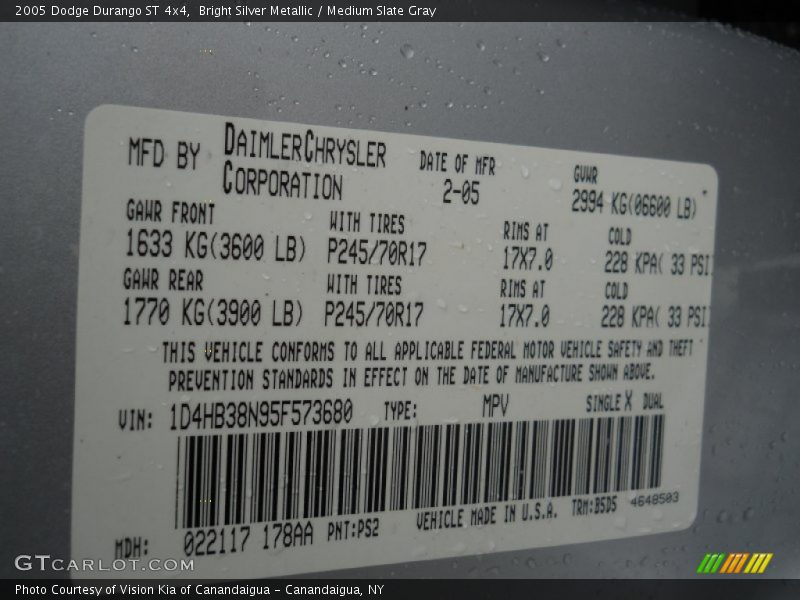 2005 Dodge Durango ST 4x4,  Bright Silver Metallic / Medium Slate Gray
MFD BY DAIMLERCHRYSLER CORPORATION
DATE OF MFR
2-05
GVWR
2994 KG(06600 LB)
GAWR FRONT WITH TIRES RIMS AT COLD
1633 KG(3600 LB) P245/70R17 17X7.0 228 KPA( 33 PSI
GAWR REAR WITH TIRES RIMS AT COLD
1770 KG(3900 LB) P245/70R17 17X7.0 228 KPA( 33 PSI
THIS VEHICLE CONFORMS TO ALL APPLICABLE FEDERAL MOTOR VEHICLE SAFETY AND THEFT
PREVENTION STANDARDS IN EFFECT ON THE DATE OF MANUFACTURE SHOWN ABOVE.
VIN: 1D4HB38N95F573680 TYPE: MPV SINGLE X DUAL
MDH: 022117 178AA PNT:PS2 VEHICLE MADE IN U.S.A. TRM:B5D5 4648503
GTCARLOT.COM
Photo Courtesy of Vision Kia of Canandaigua - Canandaigua, NY